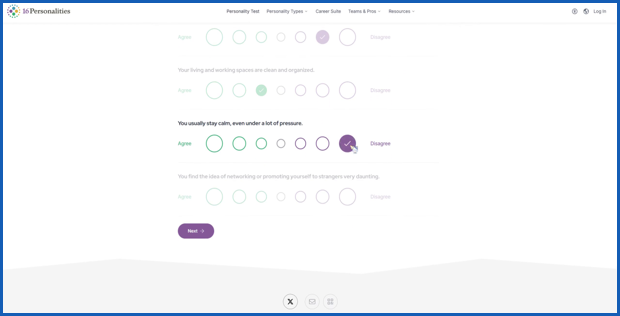 16Personalities
Personality Test Personality Types Career Suite Teams & Pros Resources Log In
Agree Disagree
Your living and working spaces are clean and organized.
Agree Disagree
You usually stay calm, even under a lot of pressure.
Agree Disagree
You find the idea of networking or promoting yourself to strangers very daunting.
Agree Disagree
Next →